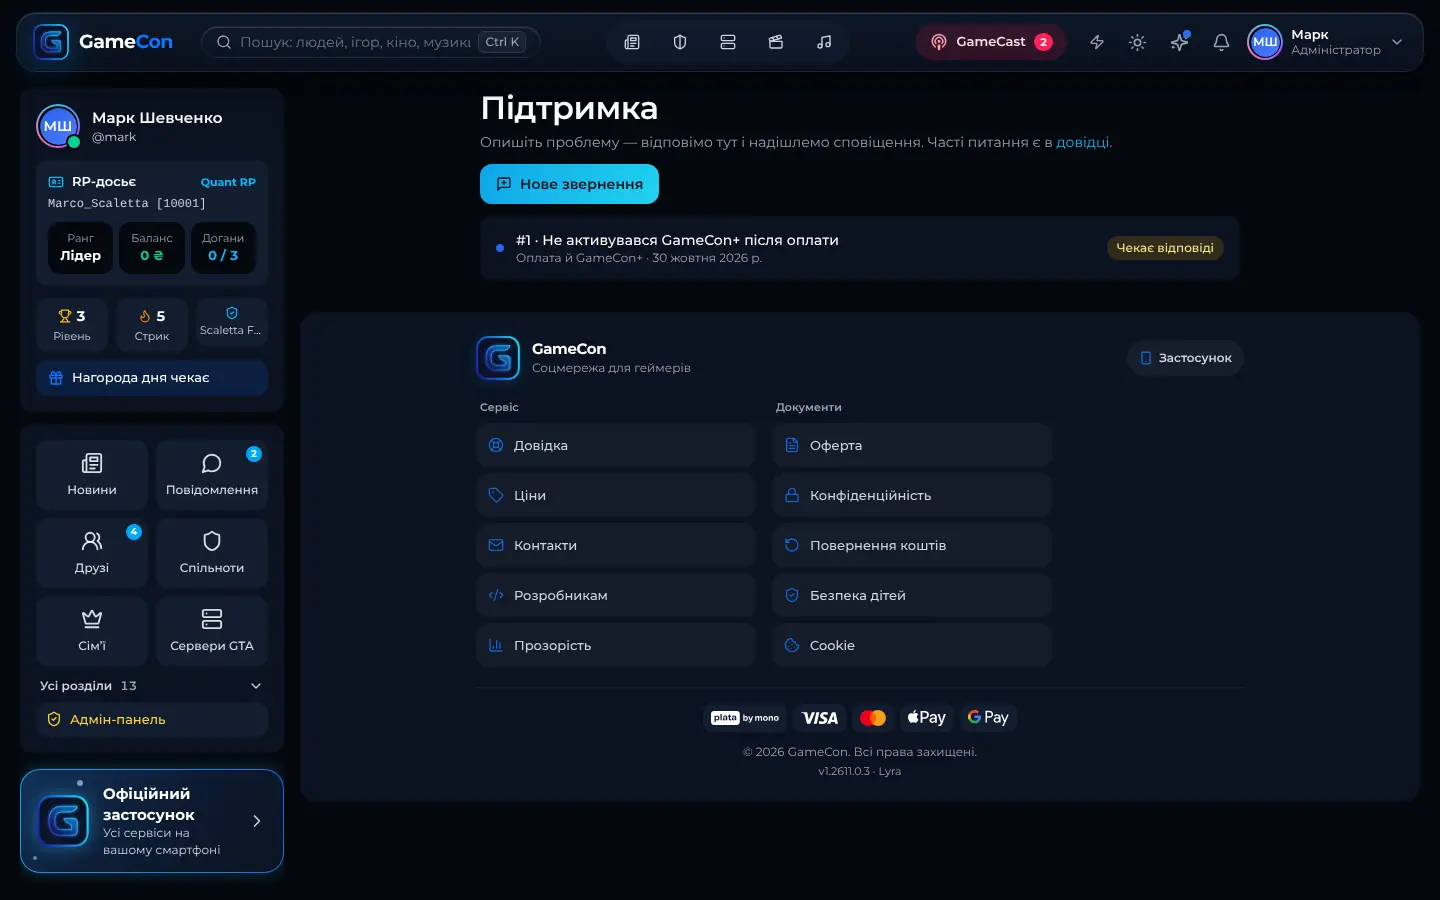 GameCon
Пошук: людей, ігор, кіно, музики
Ctrl K
GameCast 2
Марк
Адміністратор
МШ
Марк Шевченко
@mark
RP-досьє
Quant RP
Marco_Scaletta [10001]
Ранг
Лідер
Баланс
0 ₴
Догани
0 / 3
3
Рівень
5
Стрик
Scaletta F...
Нагорода дня чекає
Новини
Повідомлення
2
Друзі
4
Спільноти
Сім'ї
Сервери GTA
Усі розділи 13
Адмін-панель
Офіційний
застосунок
Усі сервіси на
вашому смартфоні
Підтримка
Опишіть проблему — відповімо тут і надішлемо сповіщення. Часті питання є в довідці.
Нове звернення
#1 · Не активувався GameCon+ після оплати
Оплата й GameCon+ · 30 жовтня 2026 р.
Чекає відповіді
GameCon
Соцмережа для геймерів
Застосунок
Сервіс
Довідка
Ціни
Контакти
Розробникам
Прозорість
Документи
Оферта
Конфіденційність
Повернення коштів
Безпека дітей
Cookie
plata by mono
VISA
Pay
G Pay
© 2026 GameCon. Всі права захищені.
v1.2611.0.3 · Lyra